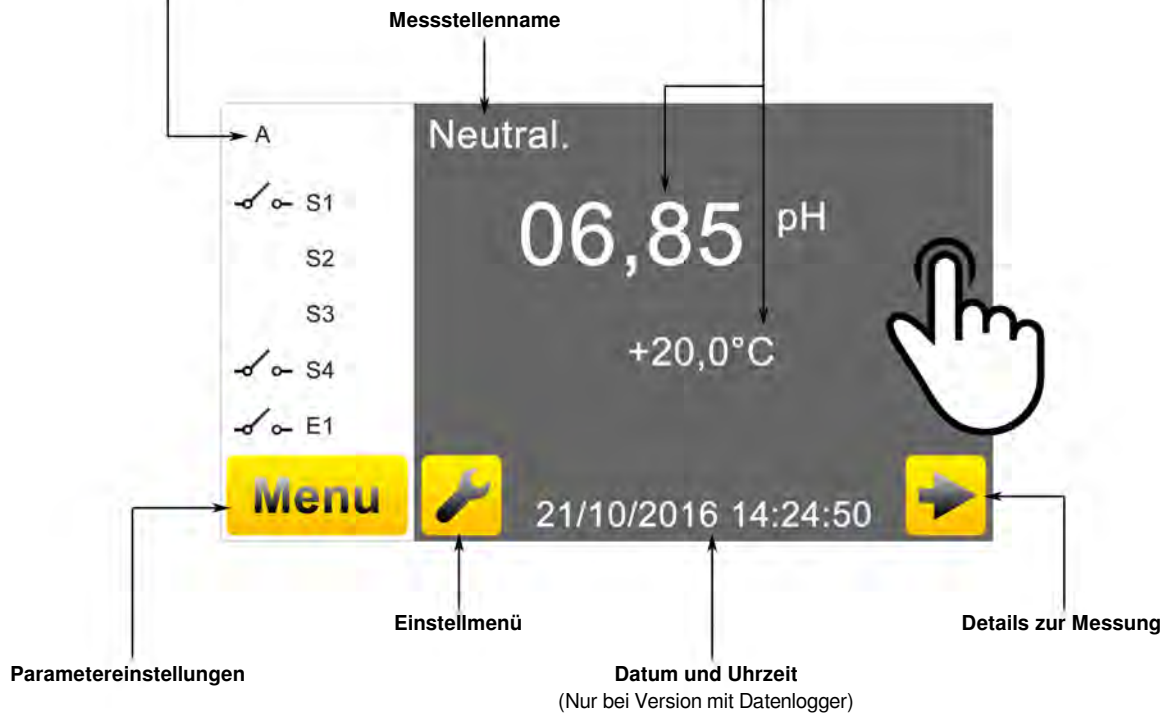 Messstellenname
A
Neutral.
S1
06,85 pH
S2
S3
+20,0°C
S4
E1
Menu
21/10/2016 14:24:50
Einstellmenü
Details zur Messung
Parametereinstellungen
Datum und Uhrzeit
(Nur bei Version mit Datenlogger)